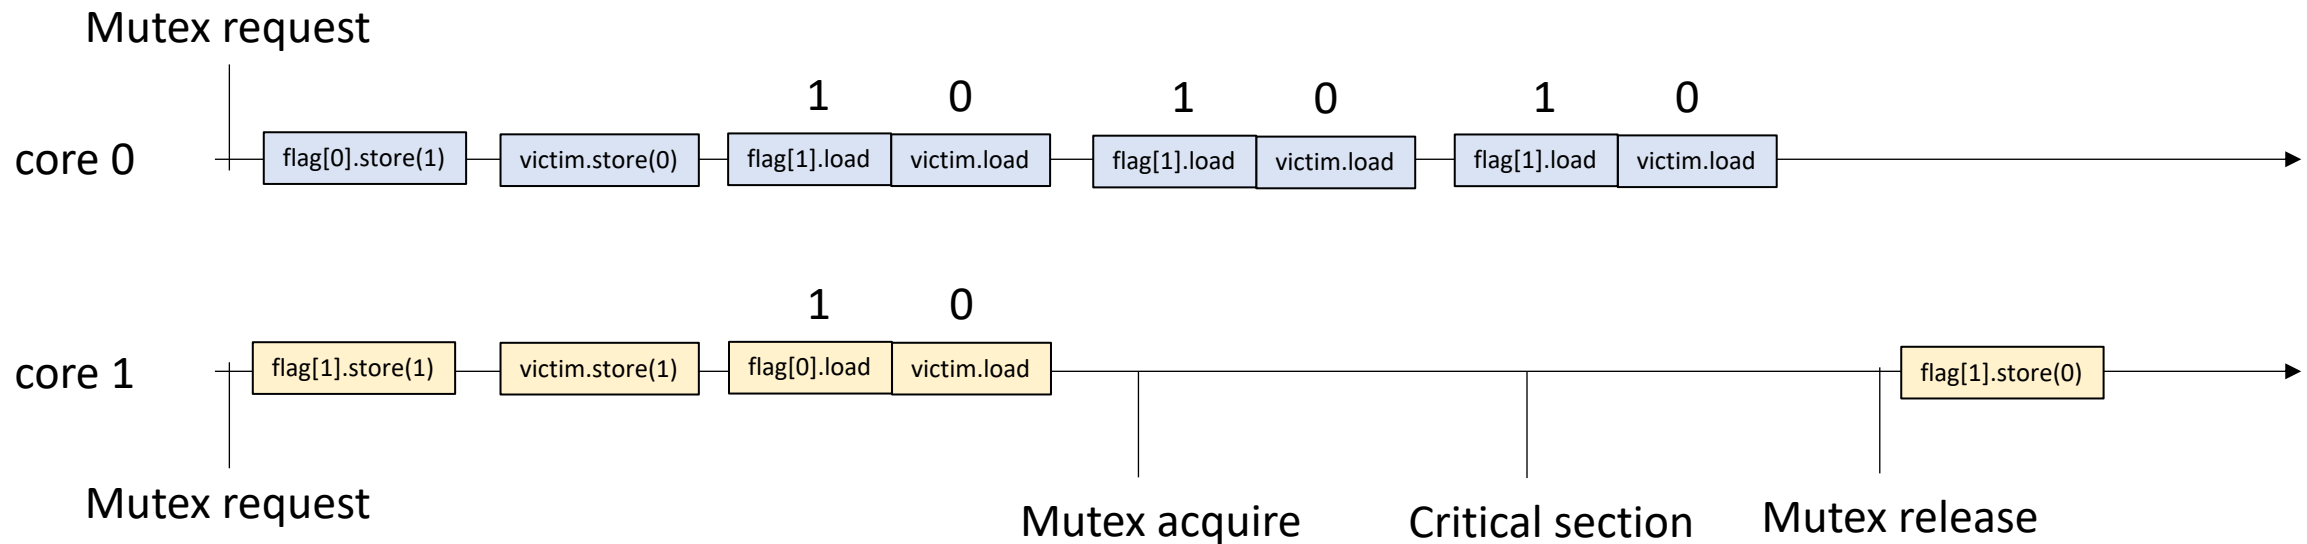 Mutex request
1 0 1 0 1 0
core 0 flag[0].store(1) victim.store(0) flag[1].load victim.load flag[1].load victim.load flag[1].load victim.load
1 0
core 1 flag[1].store(1) victim.store(1) flag[0].load victim.load flag[1].store(0)
Mutex request Mutex acquire Critical section Mutex release